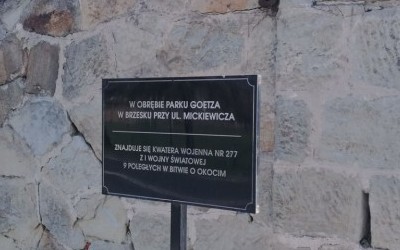 W OBRĘBIE PARKU GOETZA
W BRZESKU PRZY UL. MICKIEWICZA
ZNAJDUJE SIĘ KWATERA WOJENNA NR 277
Z I WOJNY ŚWIATOWEJ
9 POLEGŁYCH W BITWIE O OKOCIM